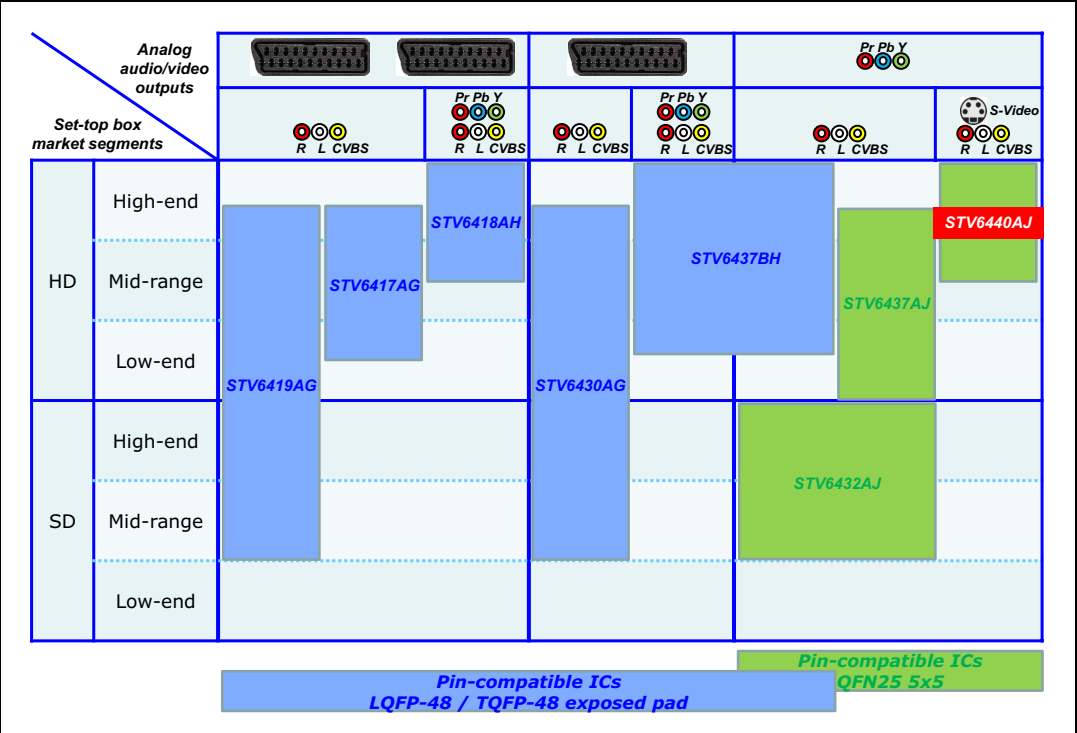 Analog
audio/video
outputs
Set-top box
market segments
Pr Pb Y
R L CVBS
Pr Pb Y
R L CVBS
R L CVBS
Pr Pb Y
R L CVBS
R L CVBS
S-Video
R L CVBS
HD
High-end
Mid-range
Low-end
SD
High-end
Mid-range
Low-end
STV6419AG
STV6417AG
STV6418AH
STV6430AG
STV6437BH
STV6437AJ
STV6440AJ
STV6432AJ
Pin-compatible ICs
QFN25 5x5
Pin-compatible ICs
LQFP-48 / TQFP-48 exposed pad